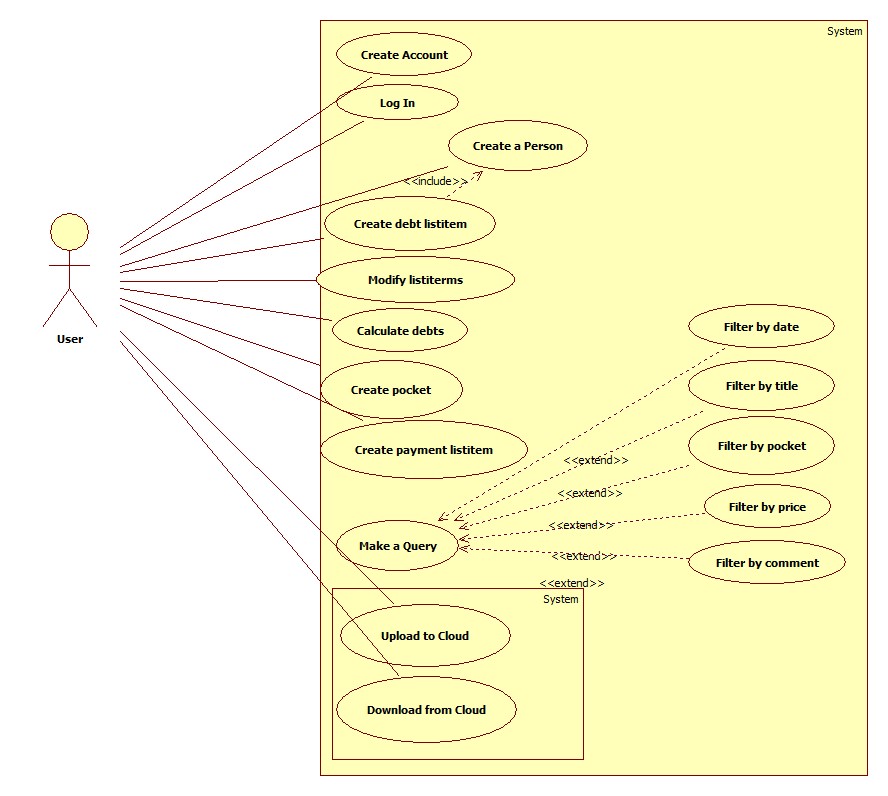 System
Create Account
Log In
Create a Person
<<include>>
Create debt listitem
Modify listiterms
Calculate debts
Create pocket
Create payment listitem
User
Filter by date
Filter by title
Filter by pocket
Filter by price
Filter by comment
<<extend>>
<<extend>>
<<extend>>
<<extend>>
<<extend>>
Make a Query
System
Upload to Cloud
Download from Cloud